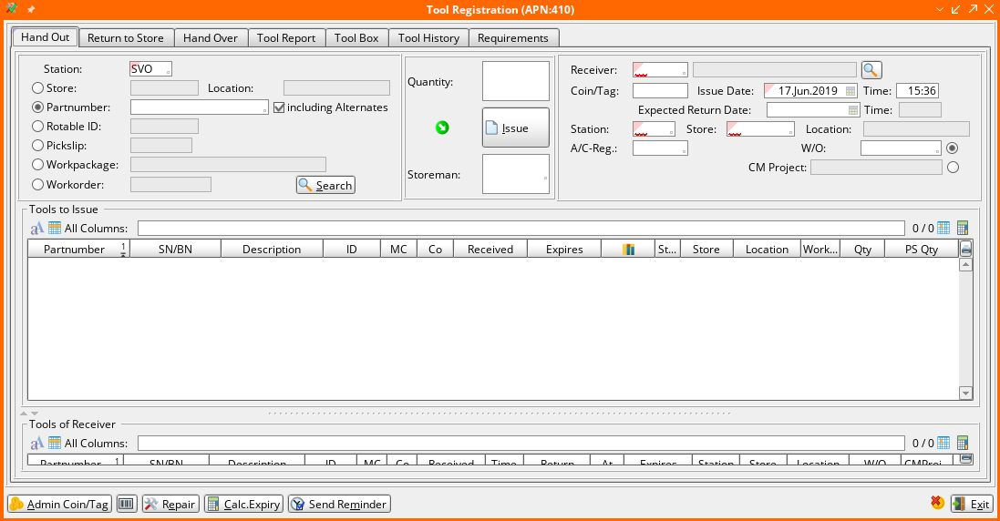 Tool Registration (APN:410)
Hand Out Return to Store Hand Over Tool Report Tool Box Tool History Requirements
Station: SVO
Store: Location:
Partnumber: including Alternates
Rotable ID:
Pickslip:
Workpackage:
Workorder: Search
Quantity:
Issue
Storeman:
Receiver:
Coin/Tag: Issue Date: 17.Jun.2019 Time: 15:36
Expected Return Date: Time:
Station: Store: Location:
A/C-Reg.: W/O:
CM Project:
Tools to Issue
All Columns: 0 / 0
Partnumber 1 SN/BN Description ID MC Co Received Expires St... Store Location Work... Qty PS Qty
Tools of Receiver
All Columns: 0 / 0
Partnumber 1 SN/BN Description ID MC Co Received Time Return At Expires Station Store Location W/O CMProj...
Admin Coin/Tag Repair Calc.Expiry Send Reminder Exit